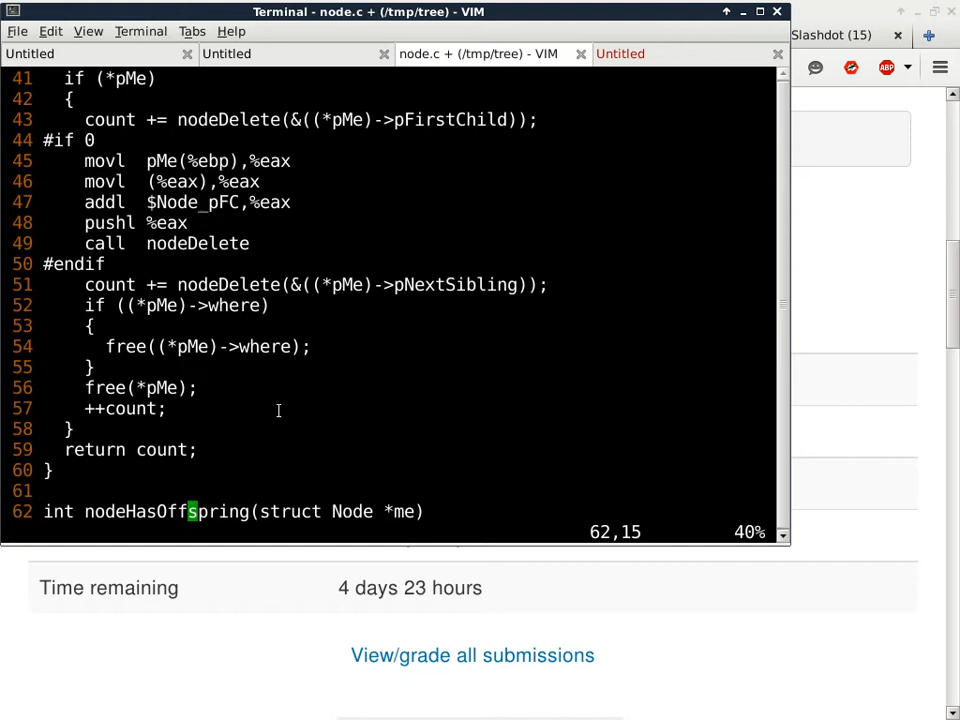 Terminal - node.c + (/tmp/tree) - VIM
File Edit View Terminal Tabs Help
Untitled Untitled node.c + (/tmp/tree) - VIM Untitled
Slashdot (15)
ABP
41 if (*pMe)
42 {
43 count += nodeDelete(&((*pMe)->pFirstChild));
44 #if 0
45 movl pMe(%ebp),%eax
46 movl (%eax),%eax
47 addl $Node_pFC,%eax
48 pushl %eax
49 call nodeDelete
50 #endif
51 count += nodeDelete(&((*pMe)->pNextSibling));
52 if ((*pMe)->where)
53 {
54 free((*pMe)->where);
55 }
56 free(*pMe);
57 ++count;
58 }
59 return count;
60 }
61
62 int nodeHasOffspring(struct Node *me)
62,15 40%
Time remaining 4 days 23 hours
View/grade all submissions